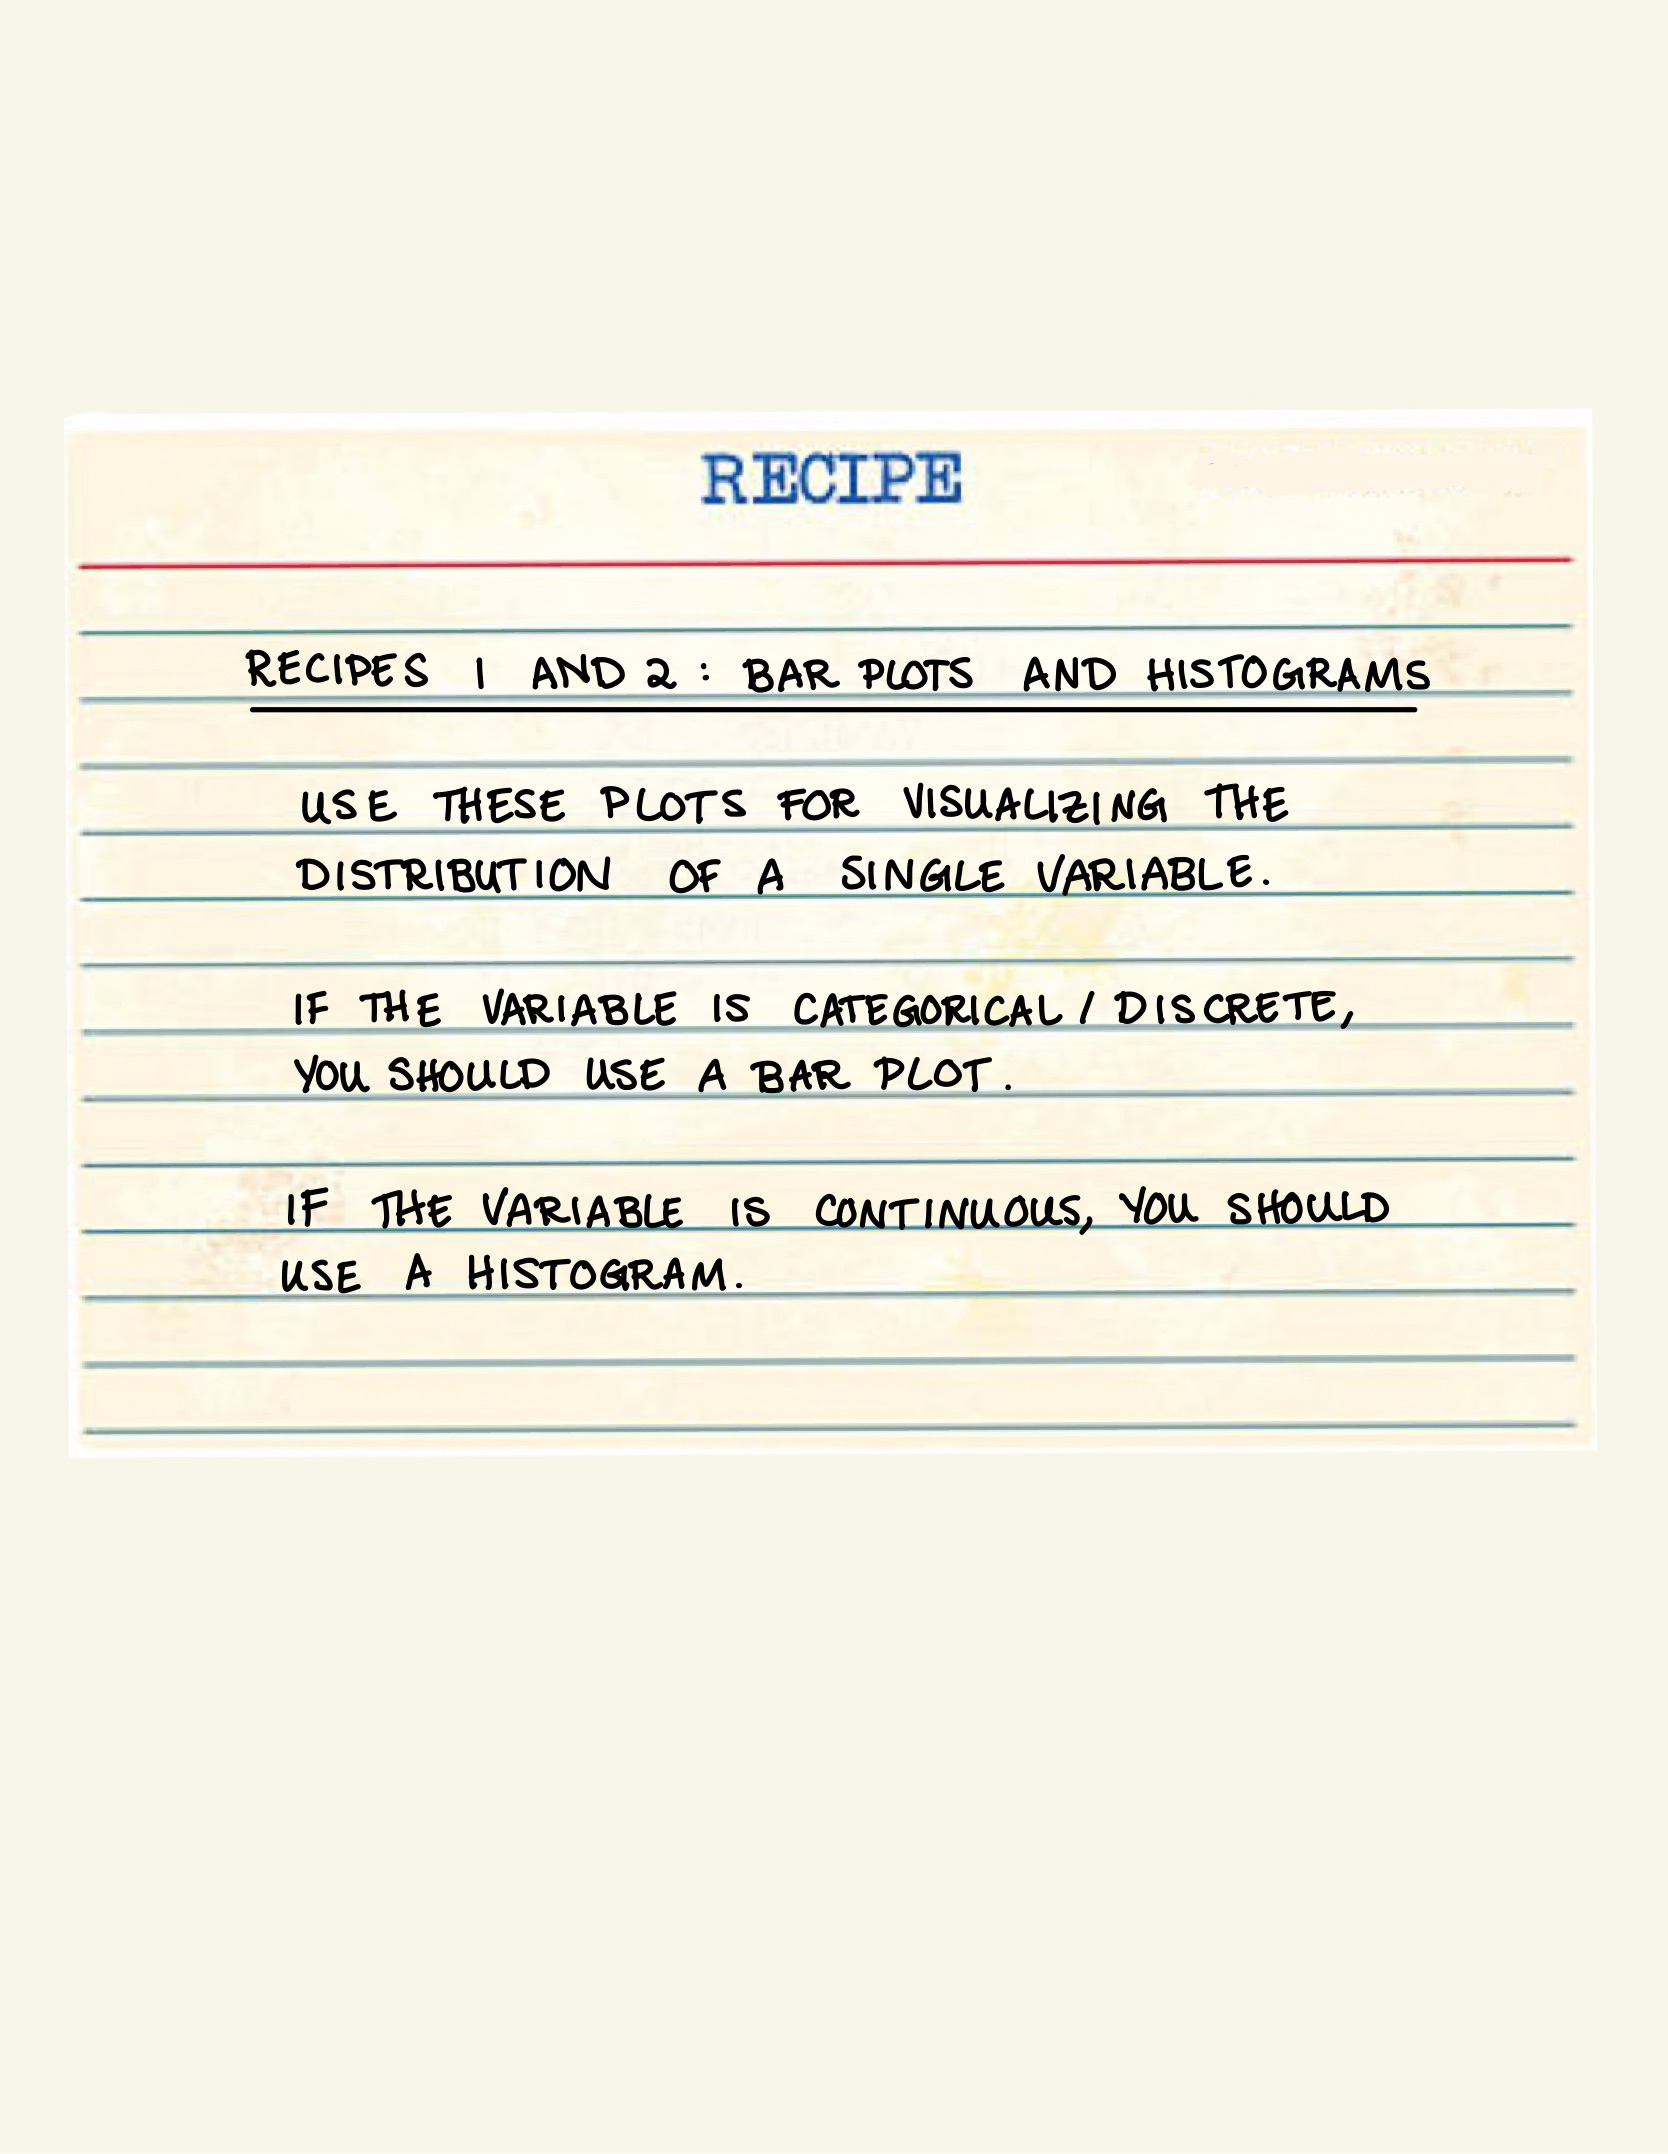 RECIPE
RECIPES 1 AND 2 : BAR PLOTS AND HISTOGRAMS
USE THESE PLOTS FOR VISUALIZING THE
DISTRIBUTION OF A SINGLE VARIABLE.
IF THE VARIABLE IS CATEGORICAL / DISCRETE,
YOU SHOULD USE A BAR PLOT.
IF THE VARIABLE IS CONTINUOUS, YOU SHOULD
USE A HISTOGRAM.